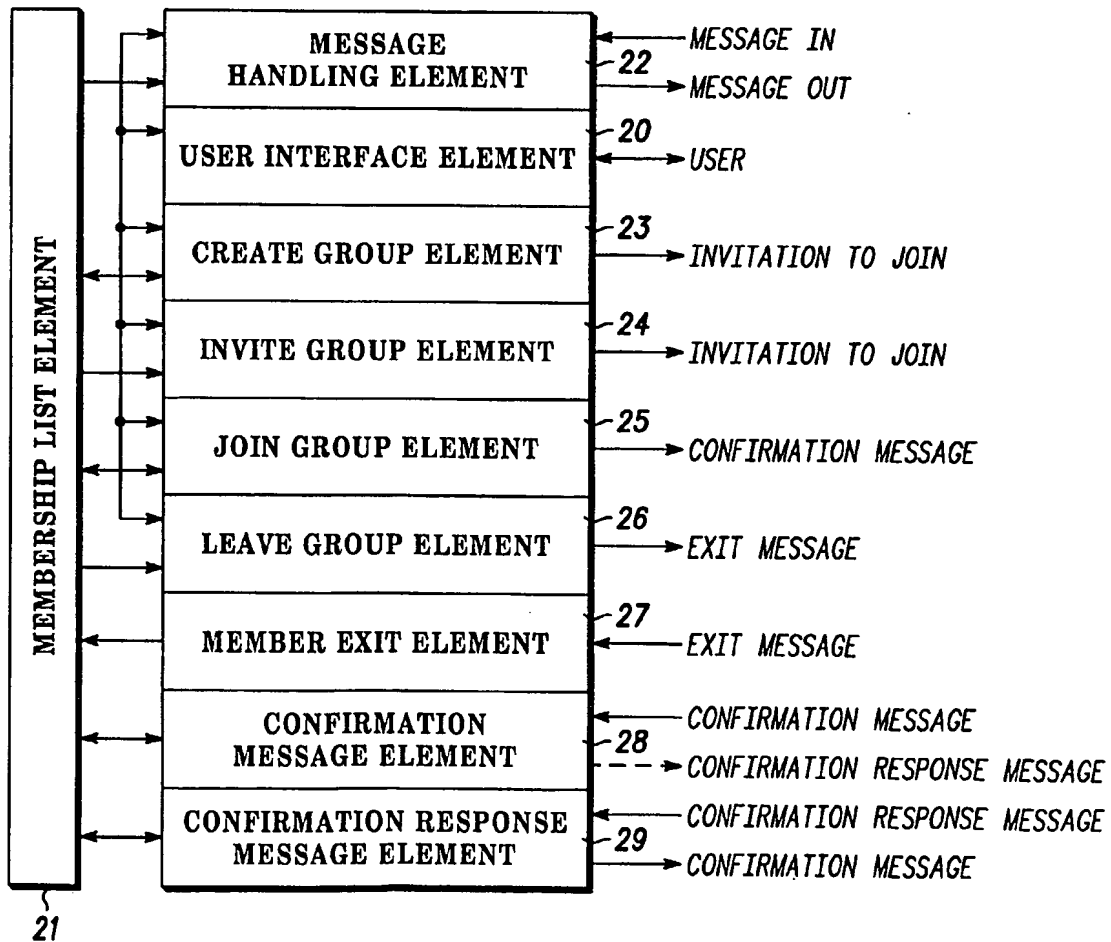 MEMBERSHIP LIST ELEMENT
21
MESSAGE
HANDLING ELEMENT
22
MESSAGE IN
MESSAGE OUT
USER INTERFACE ELEMENT
20
USER
CREATE GROUP ELEMENT
23
INVITATION TO JOIN
INVITE GROUP ELEMENT
24
INVITATION TO JOIN
JOIN GROUP ELEMENT
25
CONFIRMATION MESSAGE
LEAVE GROUP ELEMENT
26
EXIT MESSAGE
MEMBER EXIT ELEMENT
27
EXIT MESSAGE
CONFIRMATION
MESSAGE ELEMENT
28
CONFIRMATION MESSAGE
CONFIRMATION RESPONSE MESSAGE
CONFIRMATION RESPONSE
MESSAGE ELEMENT
29
CONFIRMATION RESPONSE MESSAGE
CONFIRMATION MESSAGE